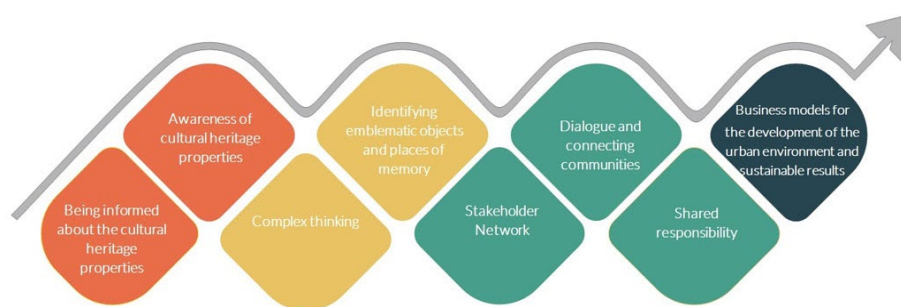 Being informed
about the cultural
heritage
properties
Awareness of
cultural heritage
properties
Complex thinking
Identifying
emblematic objects
and places of
memory
Stakeholder
Network
Dialogue and
connecting
communities
Shared
responsibility
Business models for
the development of the
urban environment and
sustainable results